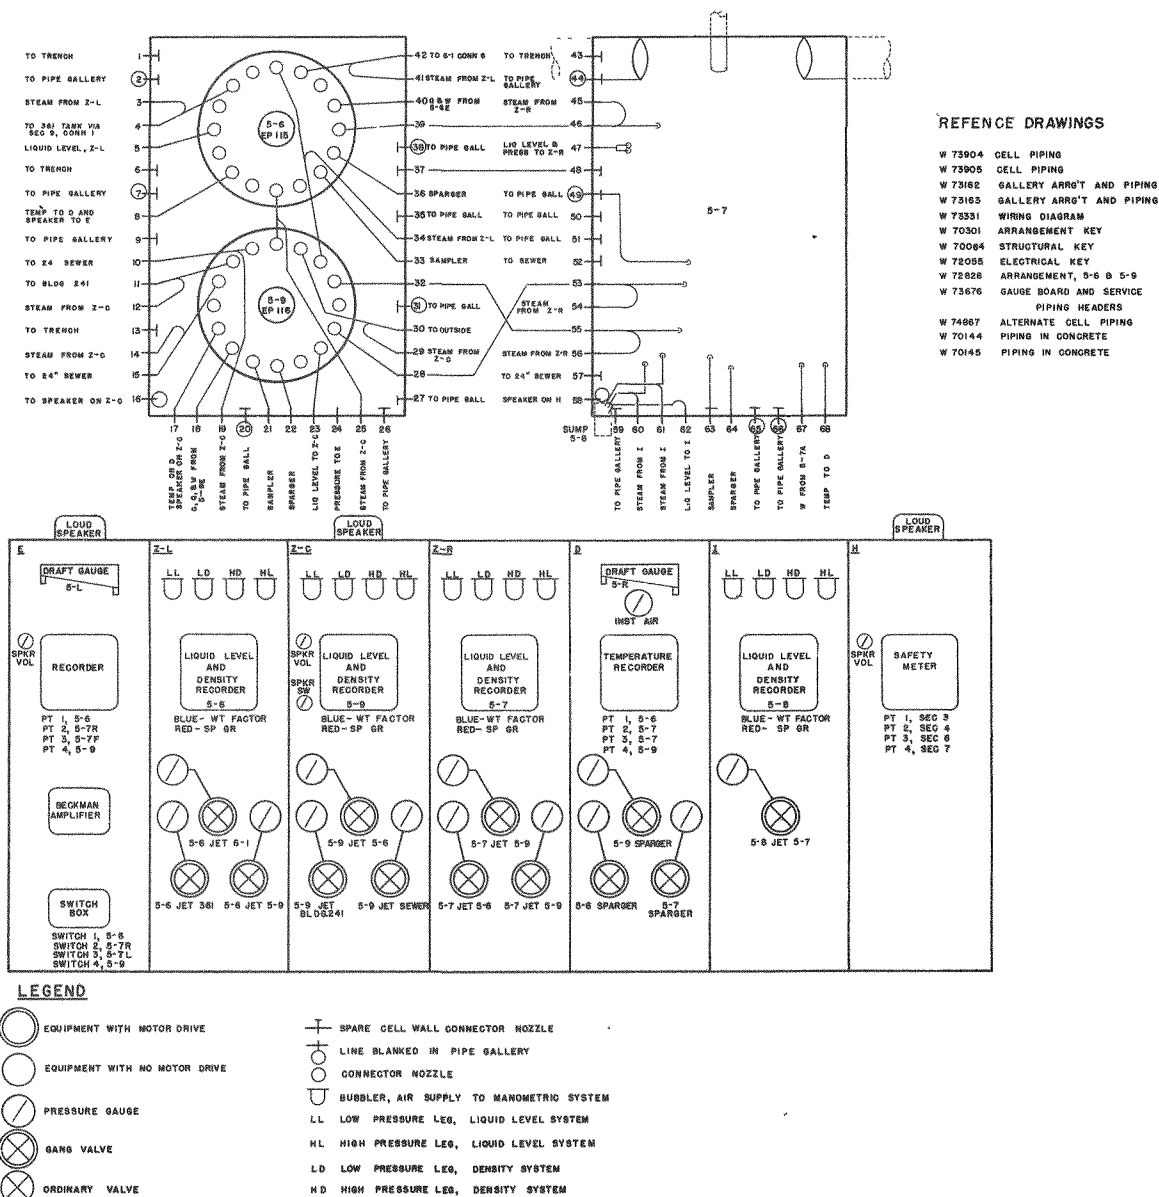 TO TRENCH 1
TO PIPE GALLERY 2
STEAM FROM Z-L 3
TO 361 TANK VIA 4
SEC 9, CONN 1
LIQUID LEVEL, Z-L 5
TO TRENCH 6
TO PIPE GALLERY 7
TEMP TO D AND
SPEAKER TO E 8
TO PIPE GALLERY 9
TO 24 SEWER 10
TO BLDG 241 11
STEAM FROM Z-C 12
TO TRENCH 13
STEAM FROM Z-C 14
TO 24" SEWER 15
TO SPEAKER ON Z-C 16
5-6
EP 115
5-9
EP 116
42 TO 6-1 CONN 6
41 STEAM FROM Z-L
40 Q & W FROM
5-9E
39
38 TO PIPE GALL
37
36 SPARGER
35 TO PIPE GALL
34 STEAM FROM Z-L
33 SAMPLER
32
31 TO PIPE GALL
30 TO OUTSIDE
29 STEAM FROM
Z-C
28
27 TO PIPE GALL
17
TEMP ON D
SPEAKER ON Z-C
18
C, Q, & W FROM
5-9E
19
STEAM FROM Z-C
20
TO PIPE GALL
21
SAMPLER
22
SPARGER
23
LIQ LEVEL TO Z-C
24
PRESSURE TO E
25
STEAM FROM Z-C
26
TO PIPE GALLERY
TO TRENCH 43
TO PIPE
GALLERY 44
STEAM FROM
Z-R 45
46
LIQ LEVEL &
PRESS TO Z-R 47
48
TO PIPE GALL 49
TO PIPE GALL 50
TO PIPE GALL 51
TO SEWER 52
53
STEAM
FROM Z-R 54
55
STEAM FROM Z-R 56
TO 24" SEWER 57
SPEAKER ON H 58
5-7
SUMP
5-8
59
TO PIPE GALLERY
60
STEAM FROM I
61
STEAM FROM I
62
LIQ LEVEL TO I
63
SAMPLER
64
SPARGER
65
TO PIPE GALLERY
66
TO PIPE GALLERY
67
W FROM 5-7A
68
TEMP TO D
REFENCE DRAWINGS
W 73904 CELL PIPING
W 73905 CELL PIPING
W 73162 GALLERY ARRG'T AND PIPING
W 73163 GALLERY ARRG'T AND PIPING
W 73331 WIRING DIAGRAM
W 70301 ARRANGEMENT KEY
W 70064 STRUCTURAL KEY
W 72055 ELECTRICAL KEY
W 72828 ARRANGEMENT, 5-6 & 5-9
W 73676 GAUGE BOARD AND SERVICE
PIPING HEADERS
W 74867 ALTERNATE CELL PIPING
W 70144 PIPING IN CONCRETE
W 70145 PIPING IN CONCRETE
LOUD
SPEAKER
LOUD
SPEAKER
LOUD
SPEAKER
E
DRAFT GAUGE
5-L
SPKR
VOL
RECORDER
PT 1, 5-6
PT 2, 5-7R
PT 3, 5-7F
PT 4, 5-9
BECKMAN
AMPLIFIER
SWITCH
BOX
SWITCH 1, 5-6
SWITCH 2, 5-7R
SWITCH 3, 5-7L
SWITCH 4, 5-9
Z-L
LL LD HD HL
LIQUID LEVEL
AND
DENSITY
RECORDER
5-6
BLUE- WT FACTOR
RED- SP GR
5-6 JET 6-1
5-6 JET 361 5-6 JET 5-9
Z-C
LL LD HD HL
SPKR
VOL
SPKR
SW
LIQUID LEVEL
AND
DENSITY
RECORDER
5-9
BLUE- WT FACTOR
RED- SP GR
5-9 JET 5-6
5-9 JET
BLDG.241
5-9 JET SEWER
Z-R
LL LD HD HL
LIQUID LEVEL
AND
DENSITY
RECORDER
5-7
BLUE- WT FACTOR
RED- SP GR
5-7 JET 5-9
5-7 JET 5-6 5-7 JET 5-9
D
DRAFT GAUGE
5-R
INST AIR
TEMPERATURE
RECORDER
PT 1, 5-6
PT 2, 5-7
PT 3, 5-7
PT 4, 5-9
5-9 SPARGER
5-6 SPARGER
5-7
SPARGER
I
LL LD HD HL
LIQUID LEVEL
AND
DENSITY
RECORDER
5-8
BLUE- WT FACTOR
RED- SP GR
5-8 JET 5-7
H
SPKR
VOL
SAFETY
METER
PT 1, SEC 3
PT 2, SEC 4
PT 3, SEC 6
PT 4, SEC 7
LEGEND
EQUIPMENT WITH MOTOR DRIVE
EQUIPMENT WITH NO MOTOR DRIVE
PRESSURE GAUGE
GANG VALVE
ORDINARY VALVE
SPARE CELL WALL CONNECTOR NOZZLE
LINE BLANKED IN PIPE GALLERY
CONNECTOR NOZZLE
BUBBLER, AIR SUPPLY TO MANOMETRIC SYSTEM
LL LOW PRESSURE LEG, LIQUID LEVEL SYSTEM
HL HIGH PRESSURE LEG, LIQUID LEVEL SYSTEM
LD LOW PRESSURE LEG, DENSITY SYSTEM
HD HIGH PRESSURE LEG, DENSITY SYSTEM